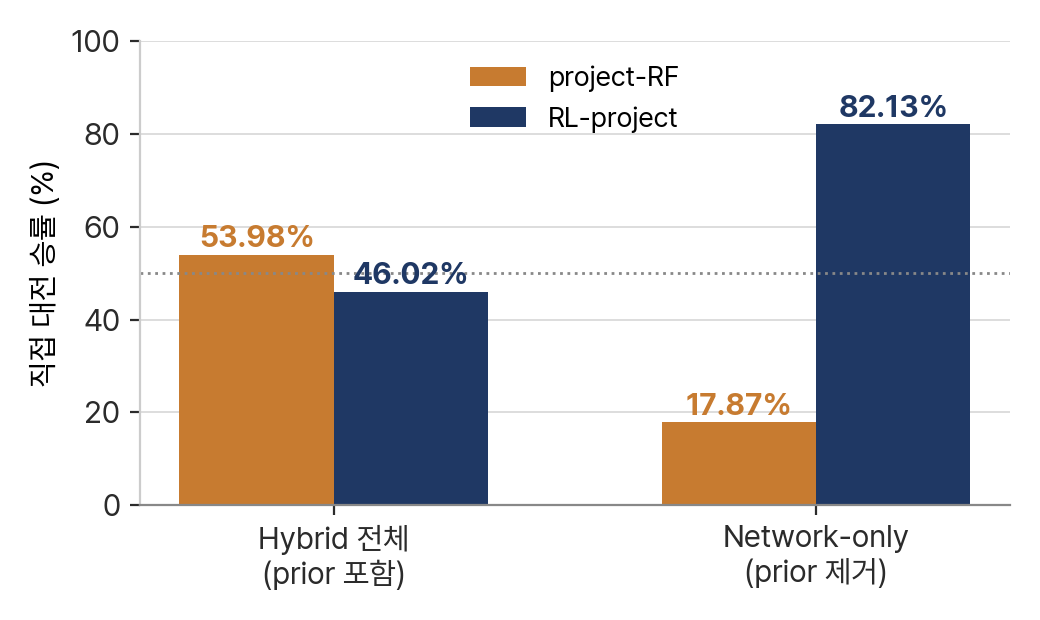 project-RF
RL-project
직접 대전 승률 (%)
100
80
60
40
20
0
53.98%
46.02%
17.87%
82.13%
Hybrid 전체
(prior 포함)
Network-only
(prior 제거)